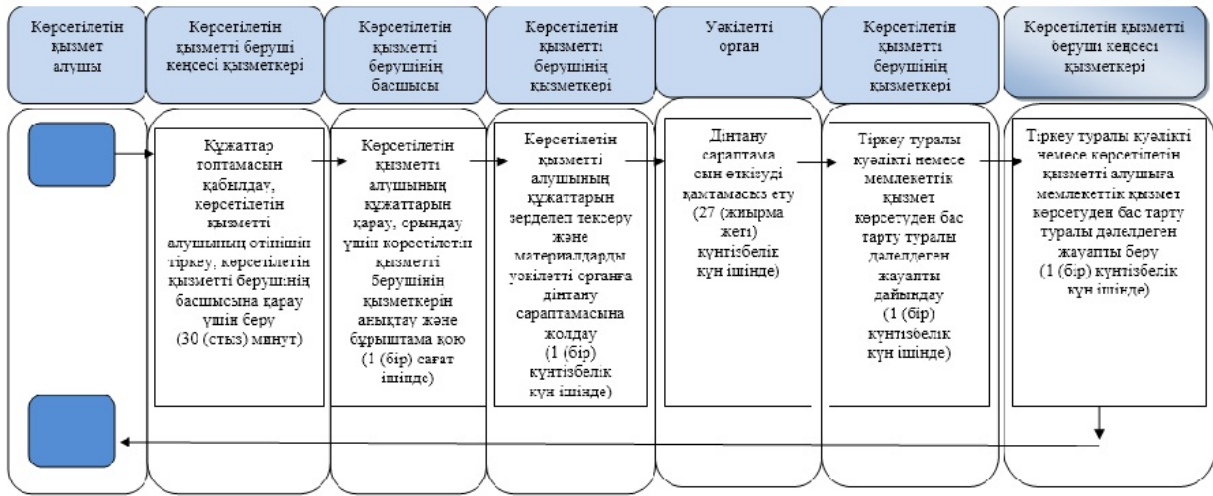 Көрсетілетін
қызмет
алушы
Көрсетілетін
қызметті беруші
кеңсесі қызметкері
Көрсетілетін
қызметті
берушінің
басшысы
Көрсетілетін
қызметті
берушінің
қызметкері
Уәкілетті
орган
Көрсетілетін
қызметті
берушінің
қызметкері
Көрсетілетін қызметті
беруші кеңсесі
қызметкері
Құжаттар
топтамасын
қабылдау,
көрсетілетін
қызметті
алушының өтінішін
тіркеу, көрсетілетін
қызметті берушінің
басшысына қарау
үшін беру
(30 (отыз) минут)
Көрсетілетін
қызметті
алушының
құжаттарын
қарау, орындау
үшін көрсетілетін
қызметті
берушінің
қызметкерін
анықтау және
бұрыштама қою
(1 (бір) сағат
ішінде)
Көрсетілетін
қызметті
алушының
құжаттарын
зерделеп тексеру
және
материалдарды
уәкілетті органға
дінтану
сараптамасына
жолдау
(1 (бір)
күнтізбелік
күн ішінде)
Дінтану
сараптама
сын өткізуді
қамтамасыз ету
(27 (жиырма
жеті)
күнтізбелік
күн ішінде)
Тіркеу туралы
куәлікті немесе
мемлекеттік
қызмет
көрсетуден бас
тарту туралы
дәлелдеген
жауапты
дайындау
(1 (бір)
күнтізбелік
күн ішінде)
Тіркеу туралы куәлікті
немесе көрсетілетін
қызметті алушыға
мемлекеттік қызмет
көрсетуден бас тарту
туралы дәлелдеген
жауапты беру
(1 (бір) күнтізбелік
күн ішінде)